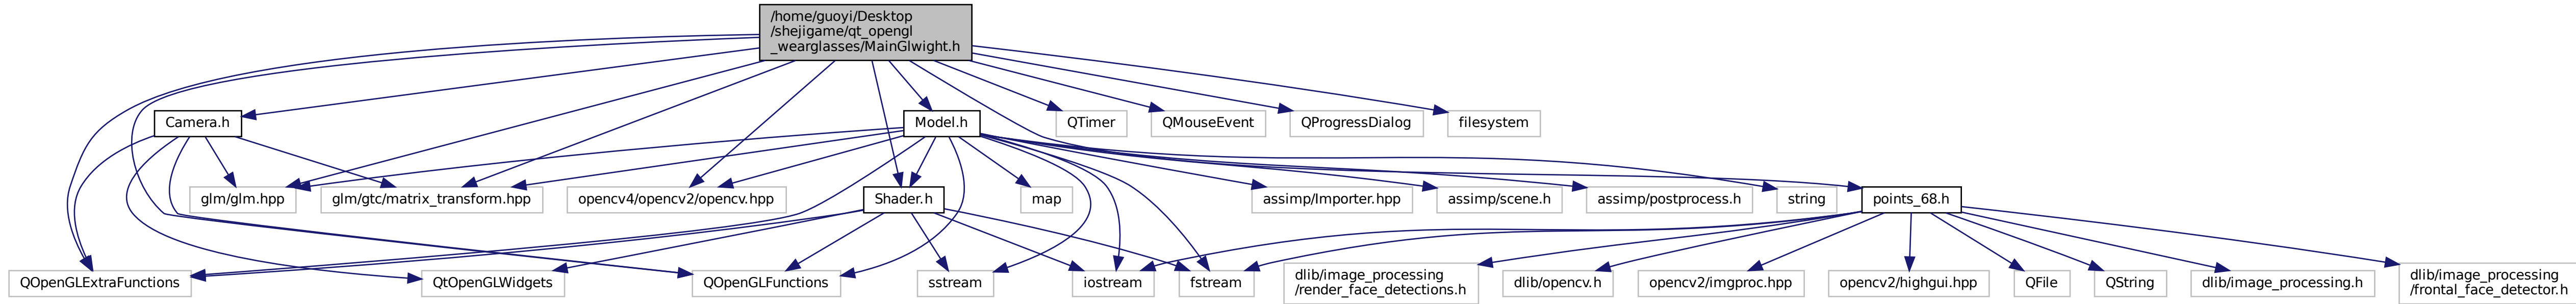 /home/guoyi/Desktop
/shejigame/qt_opengl
_wearglasses/MainGlwight.h
Camera.h
Model.h
QTimer
QMouseEvent
QProgressDialog
filesystem
glm/glm.hpp
glm/gtc/matrix_transform.hpp
opencv4/opencv2/opencv.hpp
Shader.h
map
assimp/Importer.hpp
assimp/scene.h
assimp/postprocess.h
string
points_68.h
QOpenGLExtraFunctions
QtOpenGLWidgets
QOpenGLFunctions
sstream
iostream
fstream
dlib/image_processing
/render_face_detections.h
dlib/opencv.h
opencv2/imgproc.hpp
opencv2/highgui.hpp
QFile
QString
dlib/image_processing.h
dlib/image_processing
/frontal_face_detector.h